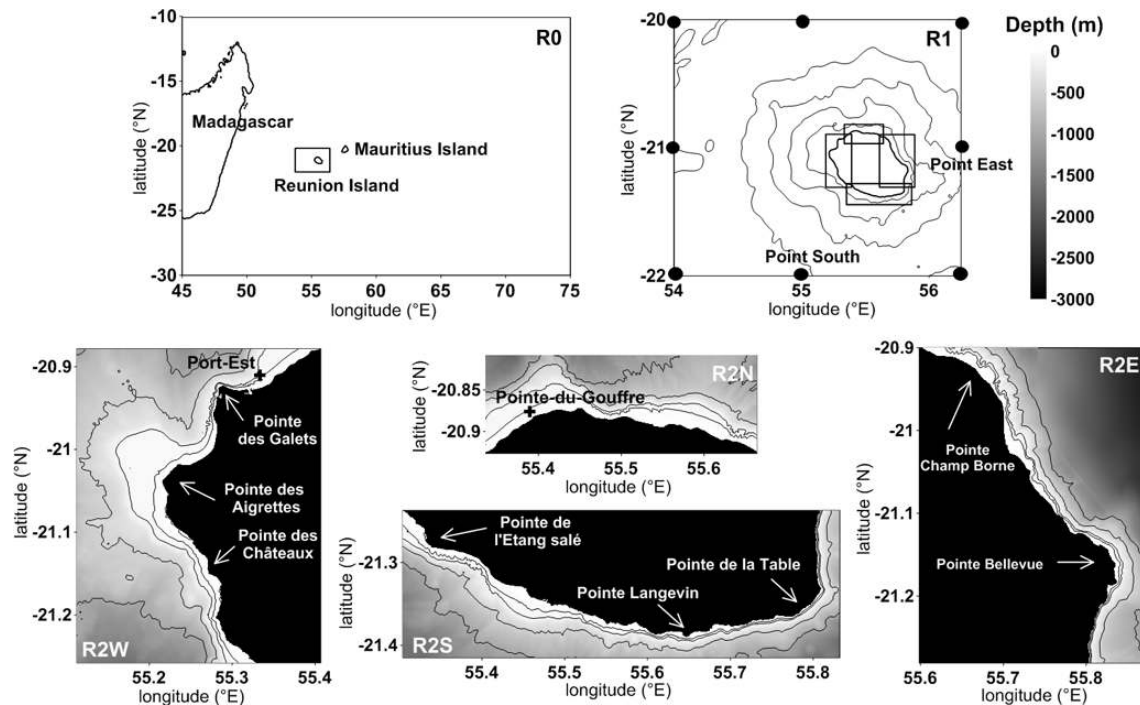 R0
-10
-15
-20
-25
-30
latitude (°N)
Madagascar
Mauritius Island
Reunion Island
45 50 55 60 65 70 75
longitude (°E)
R1
-20
-21
-22
latitude (°N)
Point East
Point South
54 55 56
longitude (°E)
Depth (m)
0
-500
-1000
-1500
-2000
-2500
-3000
-20.9
-21
-21.1
-21.2
latitude (°N)
Port-Est
Pointe
des Galets
Pointe des
Aigrettes
Pointe des
Châteaux
R2W
55.2 55.3 55.4
longitude (°E)
R2N
-20.85
-20.9
latitude (°N)
Pointe-du-Gouffre
55.4 55.5 55.6
longitude (°E)
-21.3
-21.4
latitude (°N)
Pointe de
l'Etang salé
Pointe de la Table
Pointe Langevin
R2S
55.4 55.5 55.6 55.7 55.8
longitude (°E)
R2E
-20.9
-21
-21.1
-21.2
latitude (°N)
Pointe
Champ Borne
Pointe Bellevue
55.6 55.7 55.8
longitude (°E)